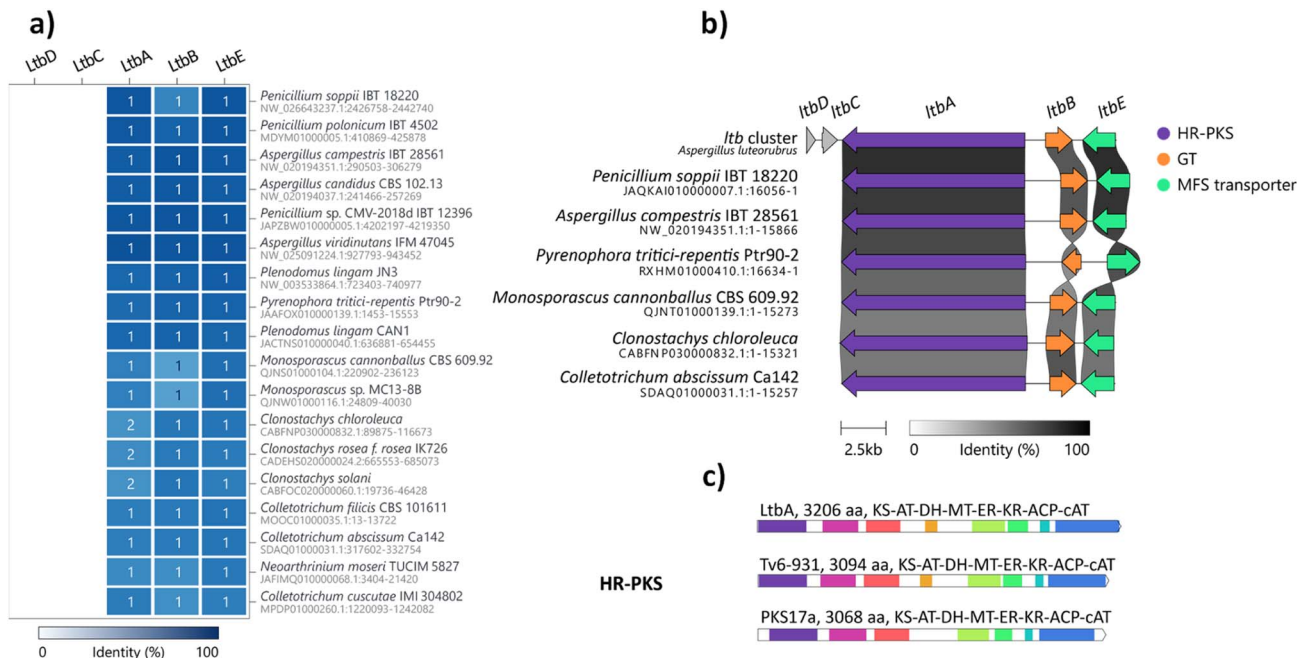 a)
LtbD LtbC LtbA LtbB LtbE
1 1 1 Penicillium soppii IBT 18220
NW_026643237.1:2426758-2442740
1 1 1 Penicillium polonicum IBT 4502
MDYM01000005.1:410869-425878
1 1 1 Aspergillus campestris IBT 28561
NW_020194351.1:290503-306279
1 1 1 Aspergillus candidus CBS 102.13
NW_020194037.1:241466-257269
1 1 1 Penicillium sp. CMV-2018d IBT 12396
JAPZBW010000005.1:4202197-4219350
1 1 1 Aspergillus viridinutans IFM 47045
NW_025091224.1:927793-943452
1 1 1 Plenodomus lingam JN3
NW_003533864.1:723403-740977
1 1 1 Pyrenophora tritici-repentis Ptr90-2
JAAFOX010000139.1:1453-15553
1 1 1 Plenodomus lingam CAN1
JACTNS010000040.1:636881-654455
1 1 1 Monosporascus cannonballus CBS 609.92
QJNS01000104.1:220902-236123
1 1 1 Monosporascus sp. MC13-8B
QJNW01000116.1:24809-40030
2 1 1 Clonostachys chloroleuca
CABFNP030000832.1:89875-116673
2 1 1 Clonostachys rosea f. rosea IK726
CADEHS020000024.2:665553-685073
2 1 1 Clonostachys solani
CABFOC020000060.1:19736-46428
1 1 1 Colletotrichum filicis CBS 101611
MOOC01000035.1:13-13722
1 1 1 Colletotrichum abscissum Ca142
SDAQ01000031.1:317602-332754
1 1 1 Neoarthrinium moseri TUCIM 5827
JAFIMQ010000068.1:3404-21420
1 1 1 Colletotrichum cuscutae IMI 304802
MPDP01000260.1:1220093-1242082
0 Identity (%) 100
b)
ltbD ltbC ltbA ltbB ltbE
ltb cluster
Aspergillus luteorubrus
Penicillium soppii IBT 18220
JAQKAI010000007.1:16056-1
Aspergillus compestris IBT 28561
NW_020194351.1:1-15866
Pyrenophora tritici-repentis Ptr90-2
RXHM01000410.1:16634-1
Monosporascus cannonballus CBS 609.92
QJNT01000139.1:1-15273
Clonostachys chloroleuca
CABFNP030000832.1:1-15321
Colletotrichum abscissum Ca142
SDAQ01000031.1:1-15257
HR-PKS
GT
MFS transporter
2.5kb
0 Identity (%) 100
c)
HR-PKS
LtbA, 3206 aa, KS-AT-DH-MT-ER-KR-ACP-cAT
Tv6-931, 3094 aa, KS-AT-DH-MT-ER-KR-ACP-cAT
PKS17a, 3068 aa, KS-AT-DH-MT-ER-KR-ACP-cAT